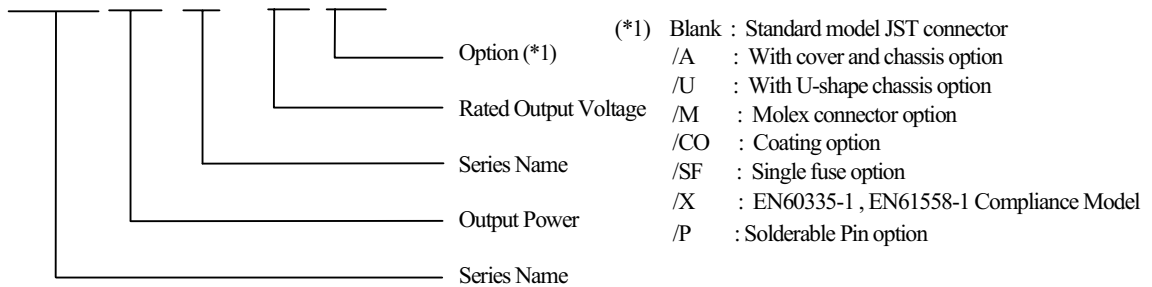 Option (*1)
Rated Output Voltage
Series Name
Output Power
Series Name
(*1) Blank : Standard model JST connector
/A : With cover and chassis option
/U : With U-shape chassis option
/M : Molex connector option
/CO : Coating option
/SF : Single fuse option
/X : EN60335-1 , EN61558-1 Compliance Model
/P : Solderable Pin option